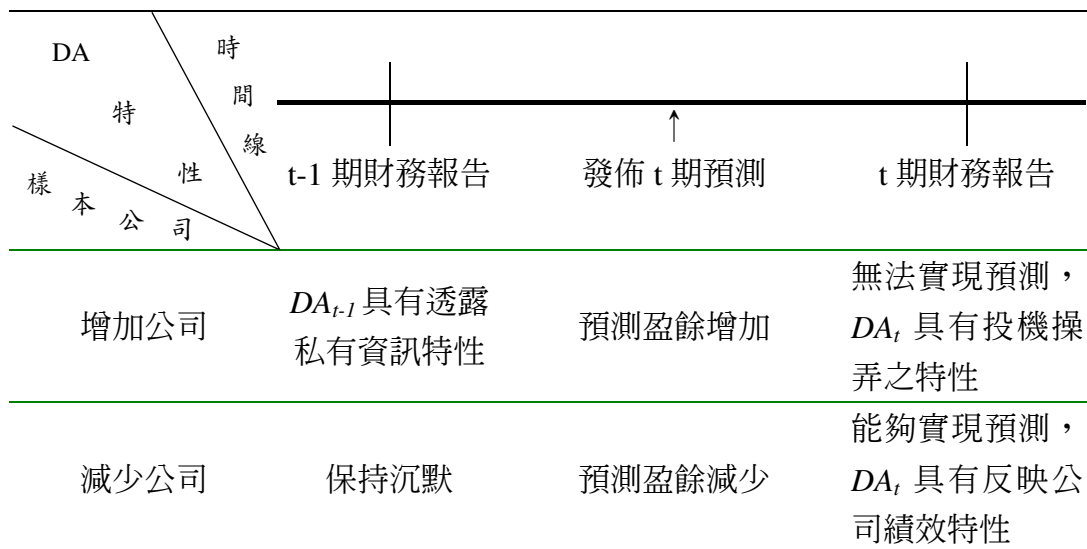 DA
特
性
時
間
線
樣本公司
t-1 期財務報告
發佈 t 期預測
t 期財務報告
增加公司
DAt-1 具有透露
私有資訊特性
預測盈餘增加
無法實現預測，
DAt 具有投機操
弄之特性
減少公司
保持沉默
預測盈餘減少
能夠實現預測，
DAt 具有反映公
司績效特性